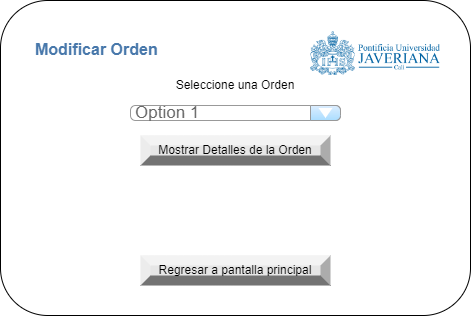 Modificar Orden
Pontificia Universidad
JAVERIANA
Cali
Seleccione una Orden
Option 1
Mostrar Detalles de la Orden
Regresar a pantalla principal